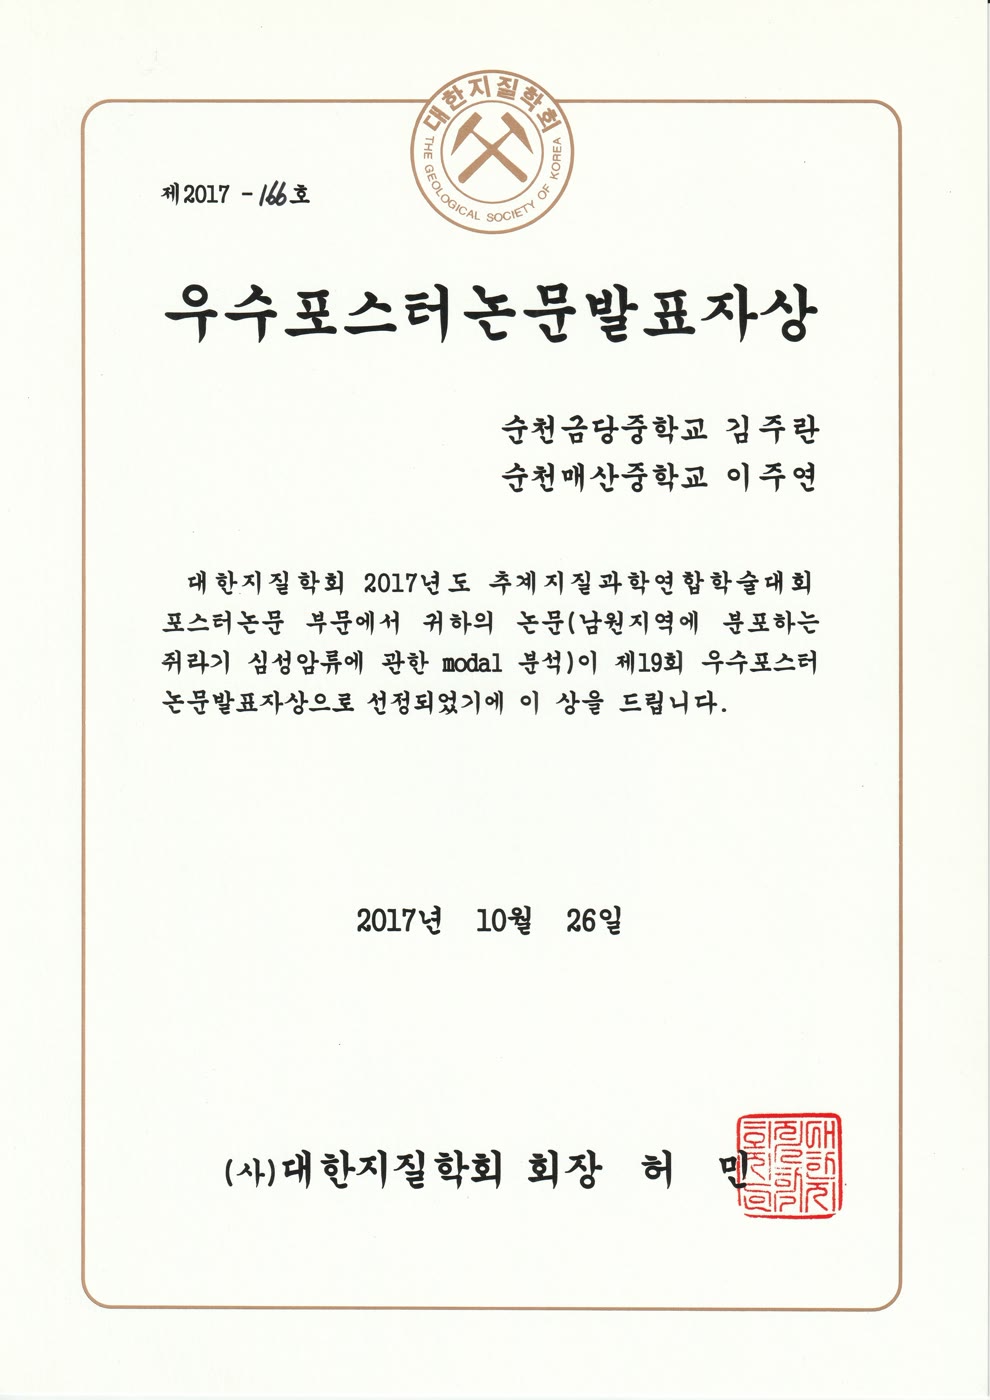 대한지질학회
THE GEOLOGICAL SOCIETY OF KOREA
제2017 -166호
우수포스터논문발표자상
순천금당중학교 김주란
순천매산중학교 이주연
대한지질학회 2017년도 추계지질과학연합학술대회
포스터논문 부문에서 귀하의 논문(남원지역에 분포하는
쥐라기 심성암류에 관한 modal 분석)이 제19회 우수포스터
논문발표자상으로 선정되었기에 이 상을 드립니다.
2017년 10월 26일
(사)대한지질학회 회장 허 민